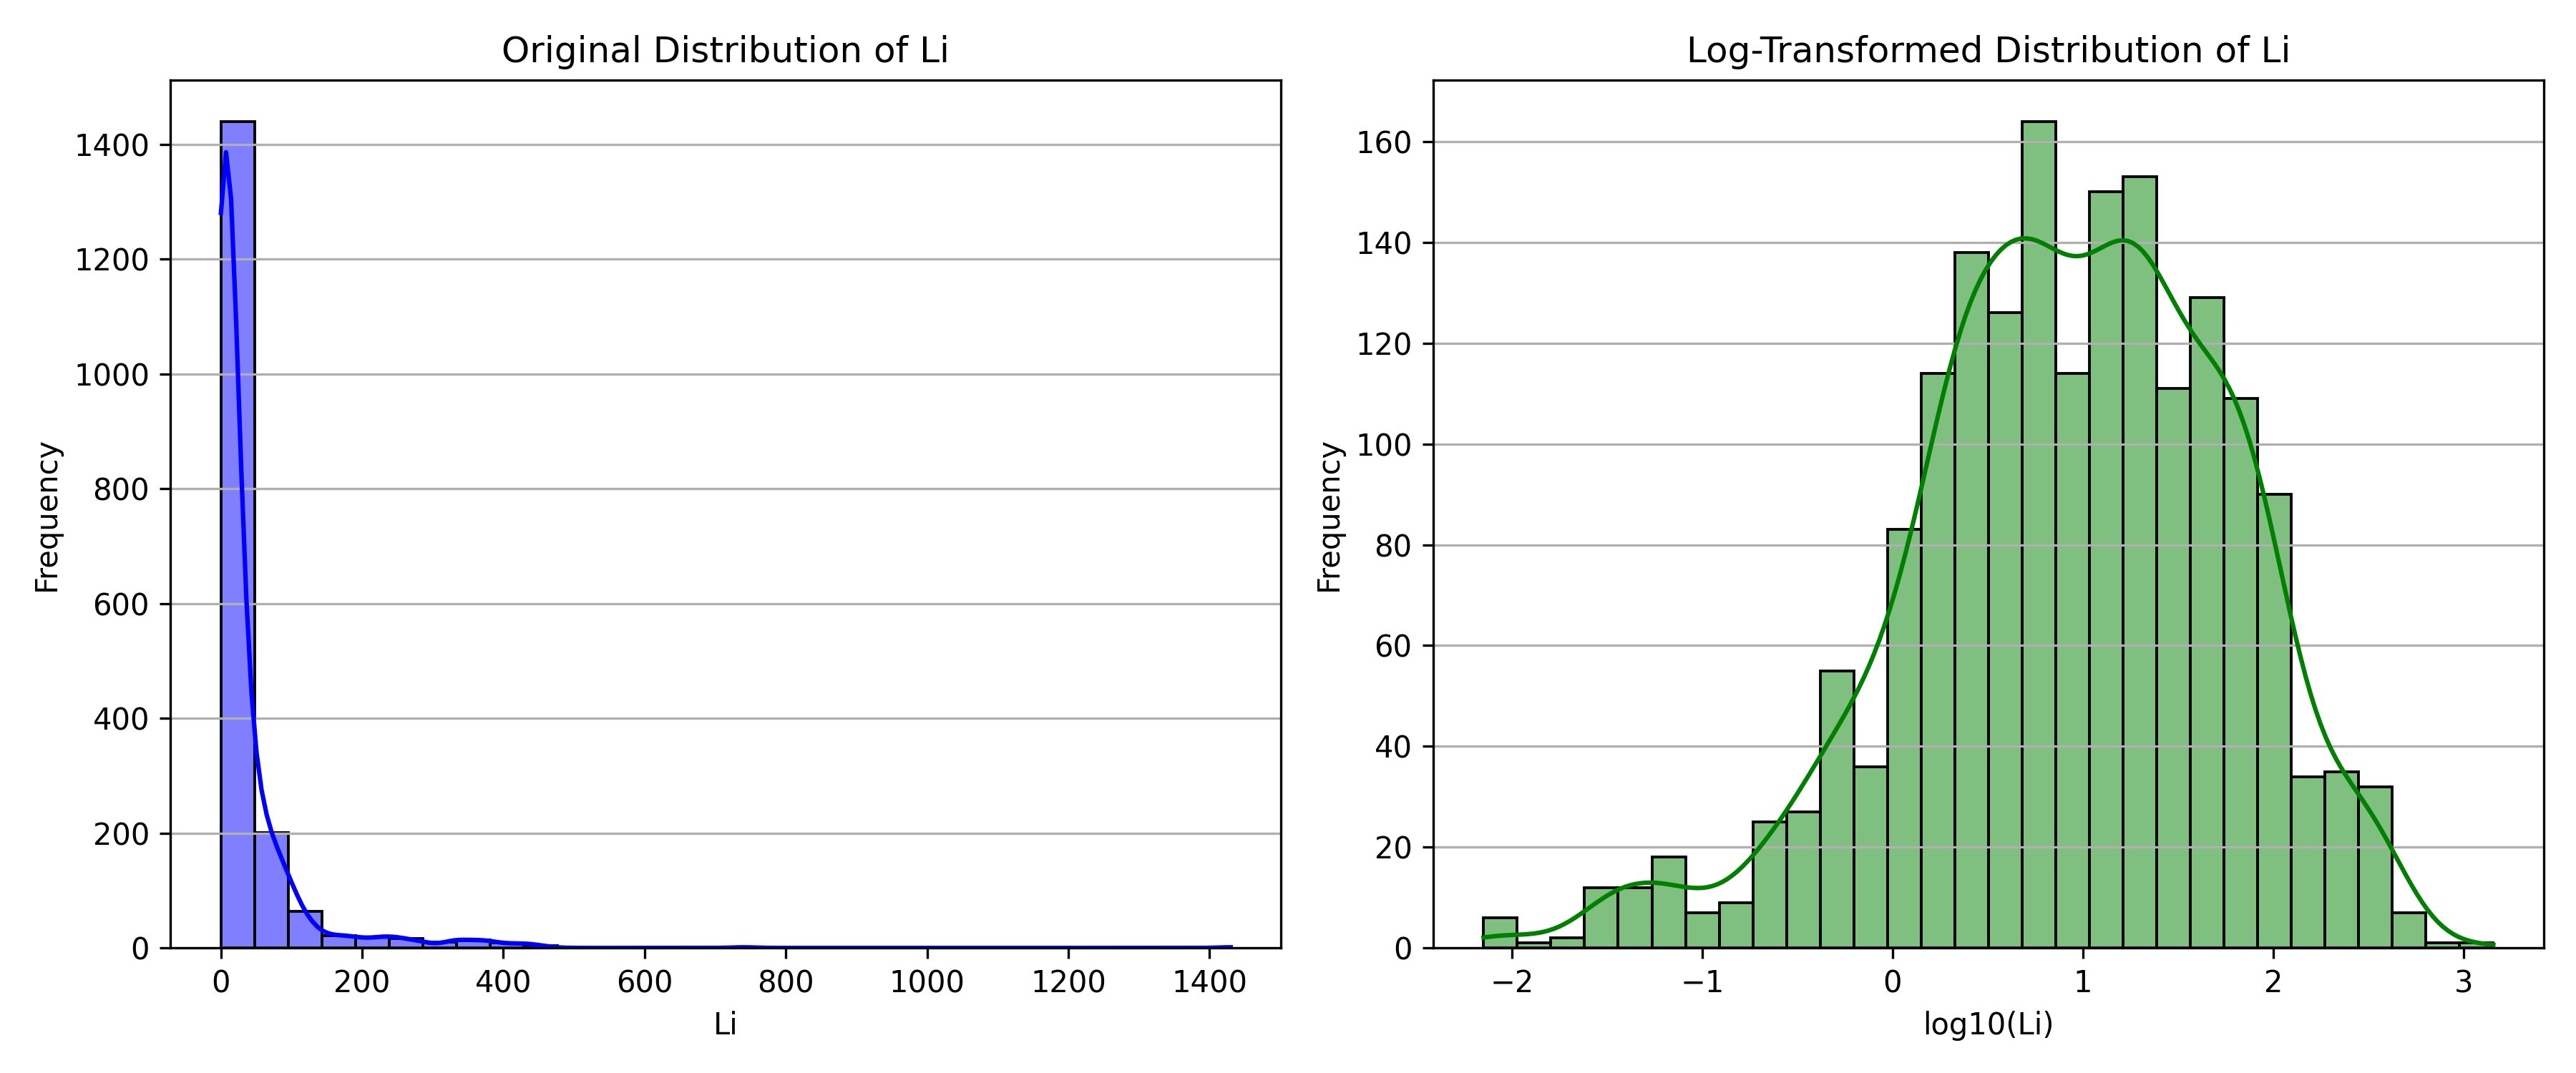 Original Distribution of Li
1400
1200
1000
800
600
400
200
0
Frequency
0 200 400 600 800 1000 1200 1400
Li
Log-Transformed Distribution of Li
160
140
120
100
80
60
40
20
0
Frequency
−2 −1 0 1 2 3
log10(Li)